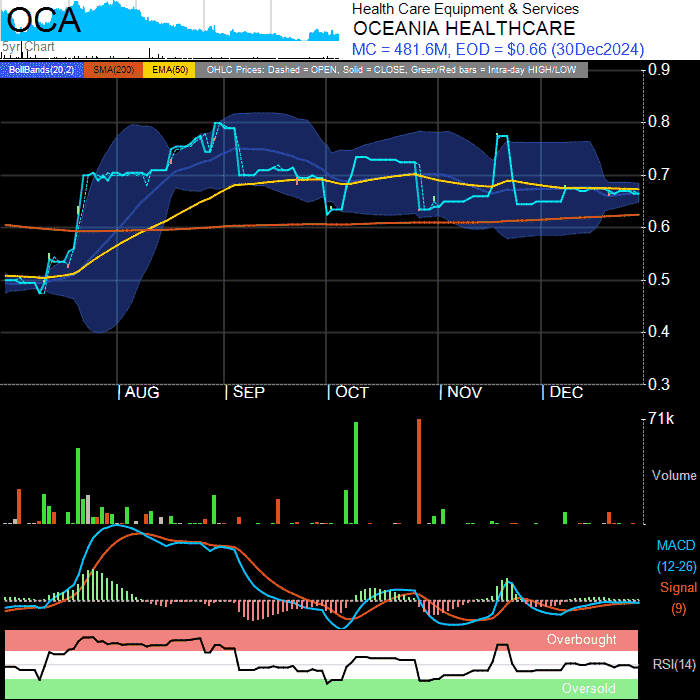 OCA
5yr Chart
Health Care Equipment & Services
OCEANIA HEALTHCARE
MC = 481.6M, EOD = $0.66 (30Dec2024)
BollBands(20,2) SMA(200) EMA(50) OHLC Prices: Dashed = OPEN, Solid = CLOSE, Green/Red bars = Intra-day HIGH/LOW
0.9
0.8
0.7
0.6
0.5
0.4
0.3
AUG SEP OCT NOV DEC
71k
Volume
MACD
(12-26)
Signal
(9)
Overbought
RSI(14)
Oversold